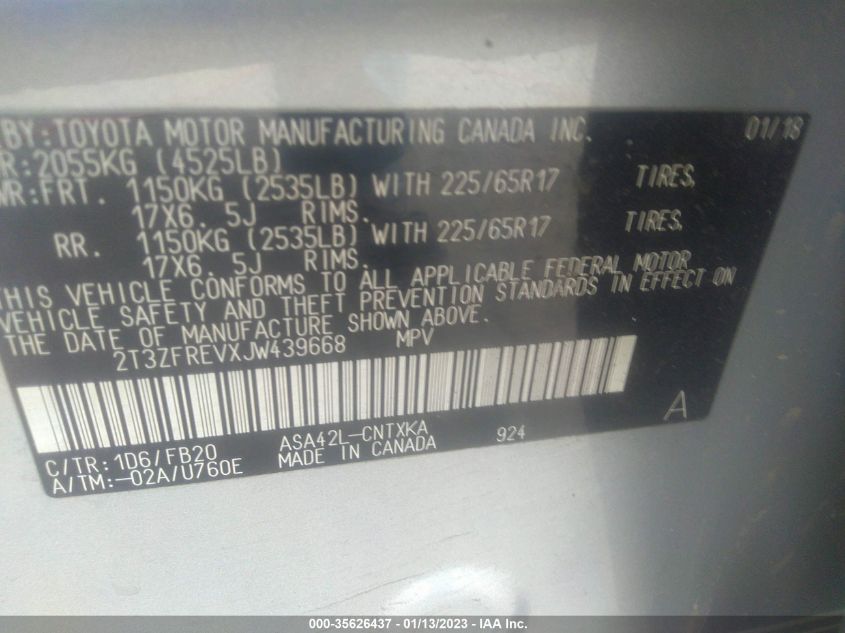 BY:TOYOTA MOTOR MANUFACTURING CANADA INC. 01/18
R:2055KG (4525LB)
WR:FRT. 1150KG (2535LB) WITH 225/65R17 TIRES,
17X6.5J RIMS.
RR. 1150KG (2535LB) WITH 225/65R17 TIRES,
17X6.5J RIMS.
THIS VEHICLE CONFORMS TO ALL APPLICABLE FEDERAL MOTOR
VEHICLE SAFETY AND THEFT PREVENTION STANDARDS IN EFFECT ON
THE DATE OF MANUFACTURE SHOWN ABOVE.
2T3ZFREVXJW439668 MPV
A
C/TR:1D6/FB20 ASA42L-CNTXKA 924
A/TM:-02A/U760E MADE IN CANADA
000-35626437 - 01/13/2023 - IAA Inc.